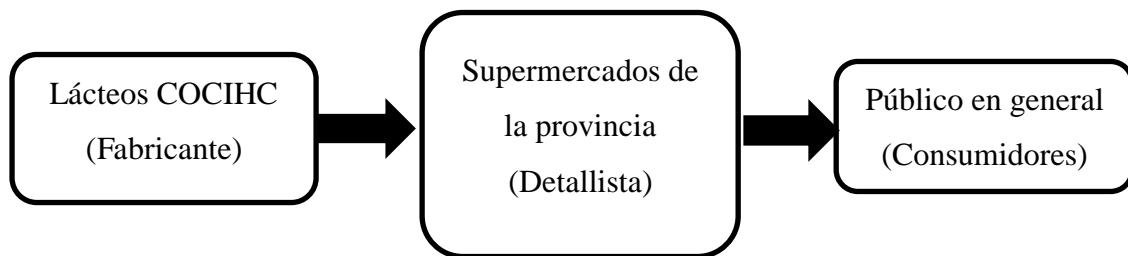 Lácteos COCIHC
(Fabricante)
Supermercados de
la provincia
(Detallista)
Público en general
(Consumidores)